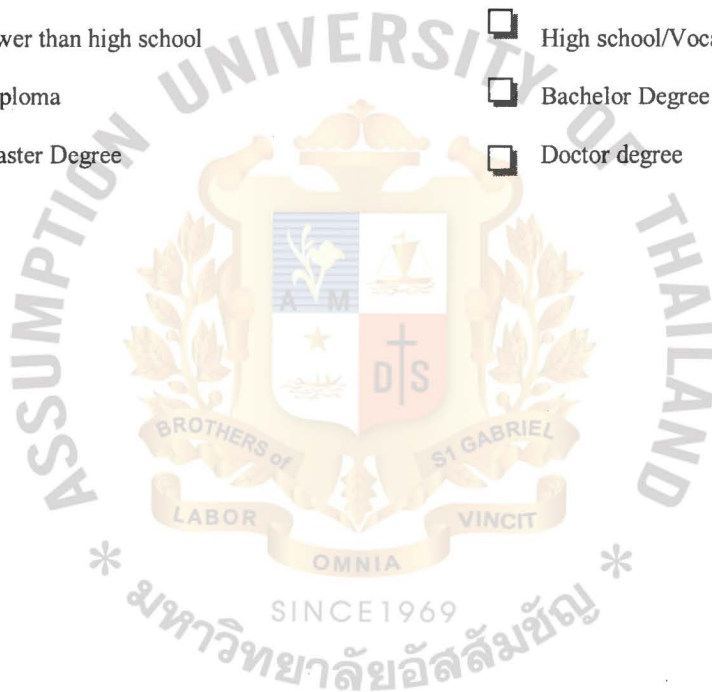 wer than high school High school/Voca
ploma Bachelor Degree
aster Degree Doctor degree
ASSUMPTION UNIVERSITY OF THAILAND
A M
D S
BROTHERS of ST GABRIEL
LABOR VINCIT
OMNIA
* SINCE1969 *
มหาวิทยาลัยอัสสัมชัญ